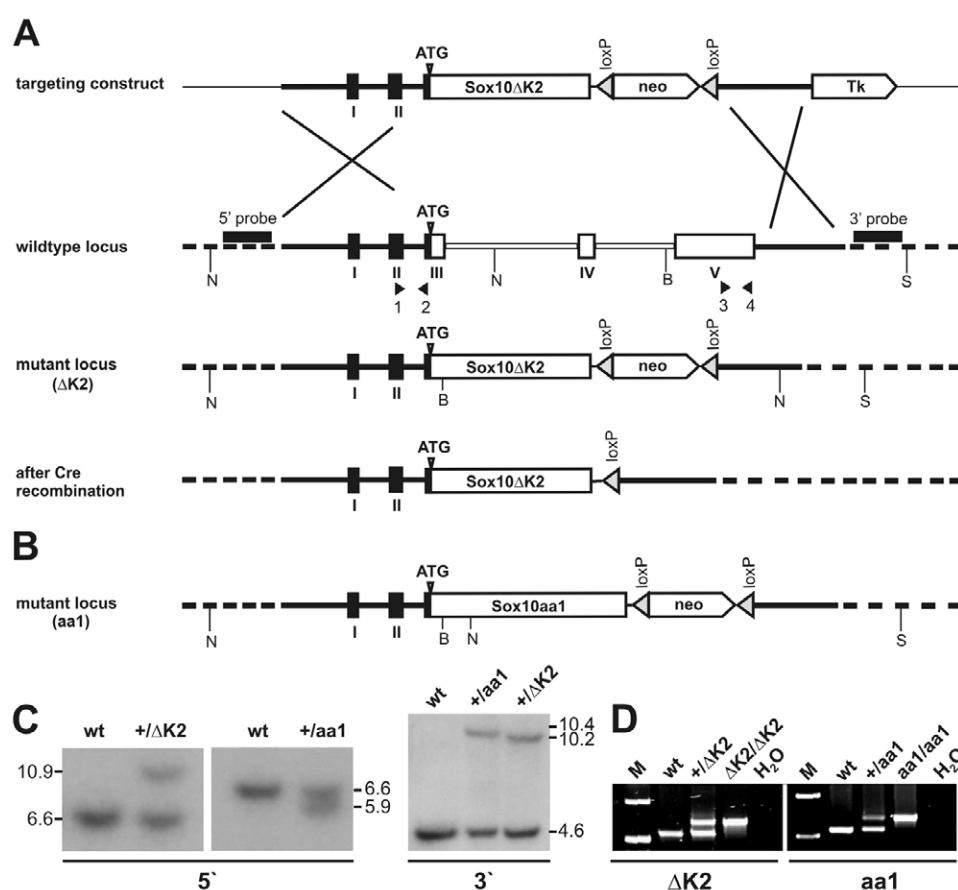 A
ATG
loxP
loxP
targeting construct
Sox10ΔK2
neo
Tk
I
II
5' probe
ATG
3' probe
wildtype locus
N
I
II
III
N
IV
B
V
S
1
2
3
4
ATG
loxP
loxP
mutant locus
(ΔK2)
Sox10ΔK2
neo
N
I
II
B
N
S
ATG
loxP
after Cre
recombination
Sox10ΔK2
I
II
B
ATG
loxP
loxP
mutant locus
(aa1)
Sox10aa1
neo
N
I
II
B
N
S
C
wt
+/ΔK2
10.9
6.6
wt
+/aa1
6.6
5.9
5`
wt
+/aa1
+/ΔK2
10.4
10.2
4.6
3`
D
M
wt
+/ΔK2
ΔK2/ΔK2
H2O
ΔK2
M
wt
+/aa1
aa1/aa1
H2O
aa1